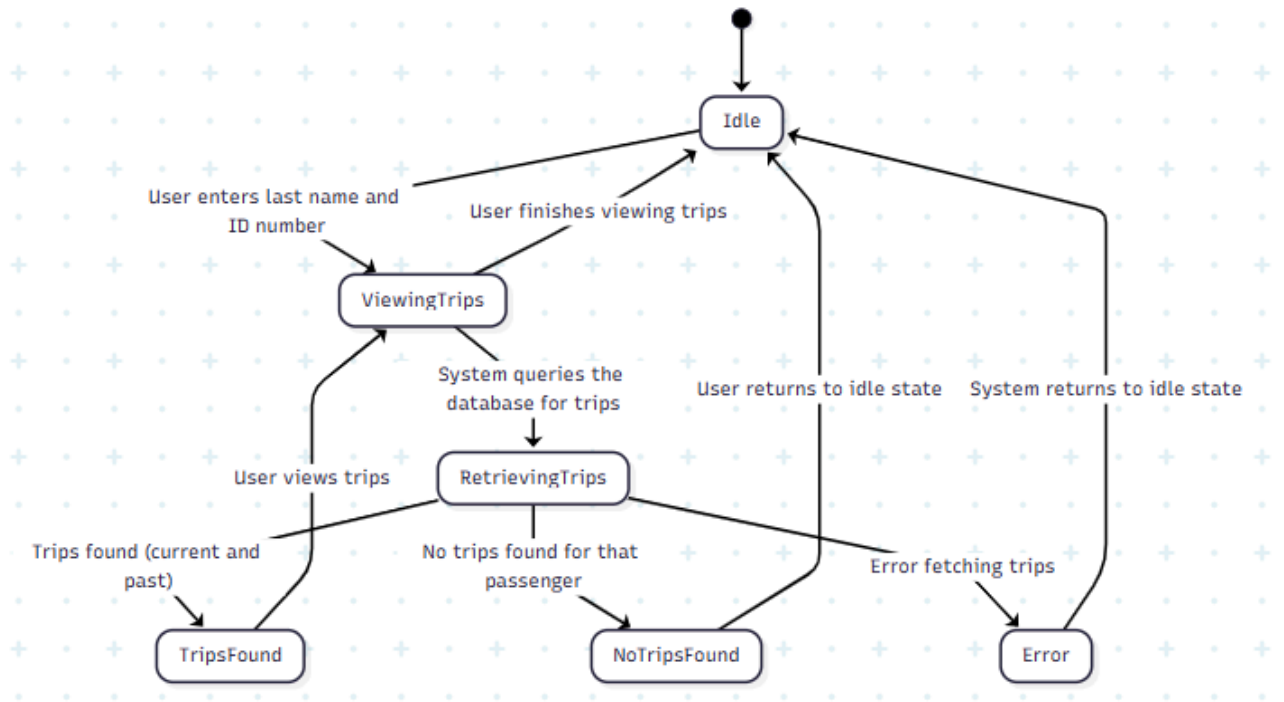 Idle
User enters last name and
ID number
User finishes viewing trips
ViewingTrips
System queries the
database for trips
User returns to idle state
System returns to idle state
User views trips
RetrievingTrips
Trips found (current and
past)
No trips found for that
passenger
Error fetching trips
TripsFound
NoTripsFound
Error